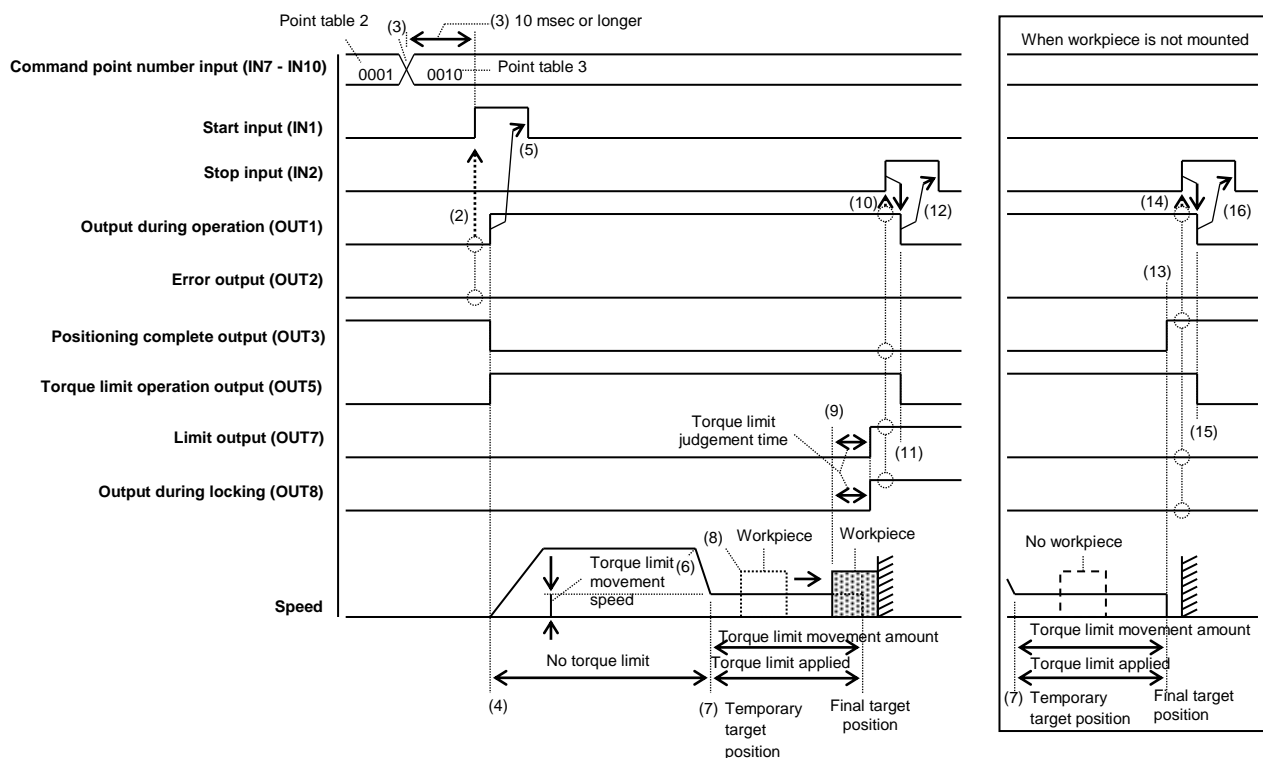 Point table 2
(3)
(3) 10 msec or longer
When workpiece is not mounted
Command point number input (IN7 - IN10)
0001
0010
Point table 3
Start input (IN1)
(5)
Stop input (IN2)
(2)
(10)
(12)
(14)
(16)
Output during operation (OUT1)
Error output (OUT2)
(13)
Positioning complete output (OUT3)
Torque limit operation output (OUT5)
(9)
Torque limit
judgement time
Limit output (OUT7)
(11)
(15)
Output during locking (OUT8)
(8)
Workpiece
Workpiece
No workpiece
Torque limit
movement
speed
(6)
Speed
Torque limit movement amount
Torque limit movement amount
No torque limit
Torque limit applied
Torque limit applied
(4)
(7)
Temporary
target
position
Final target
position
(7)
Temporary
target position
Final target
position